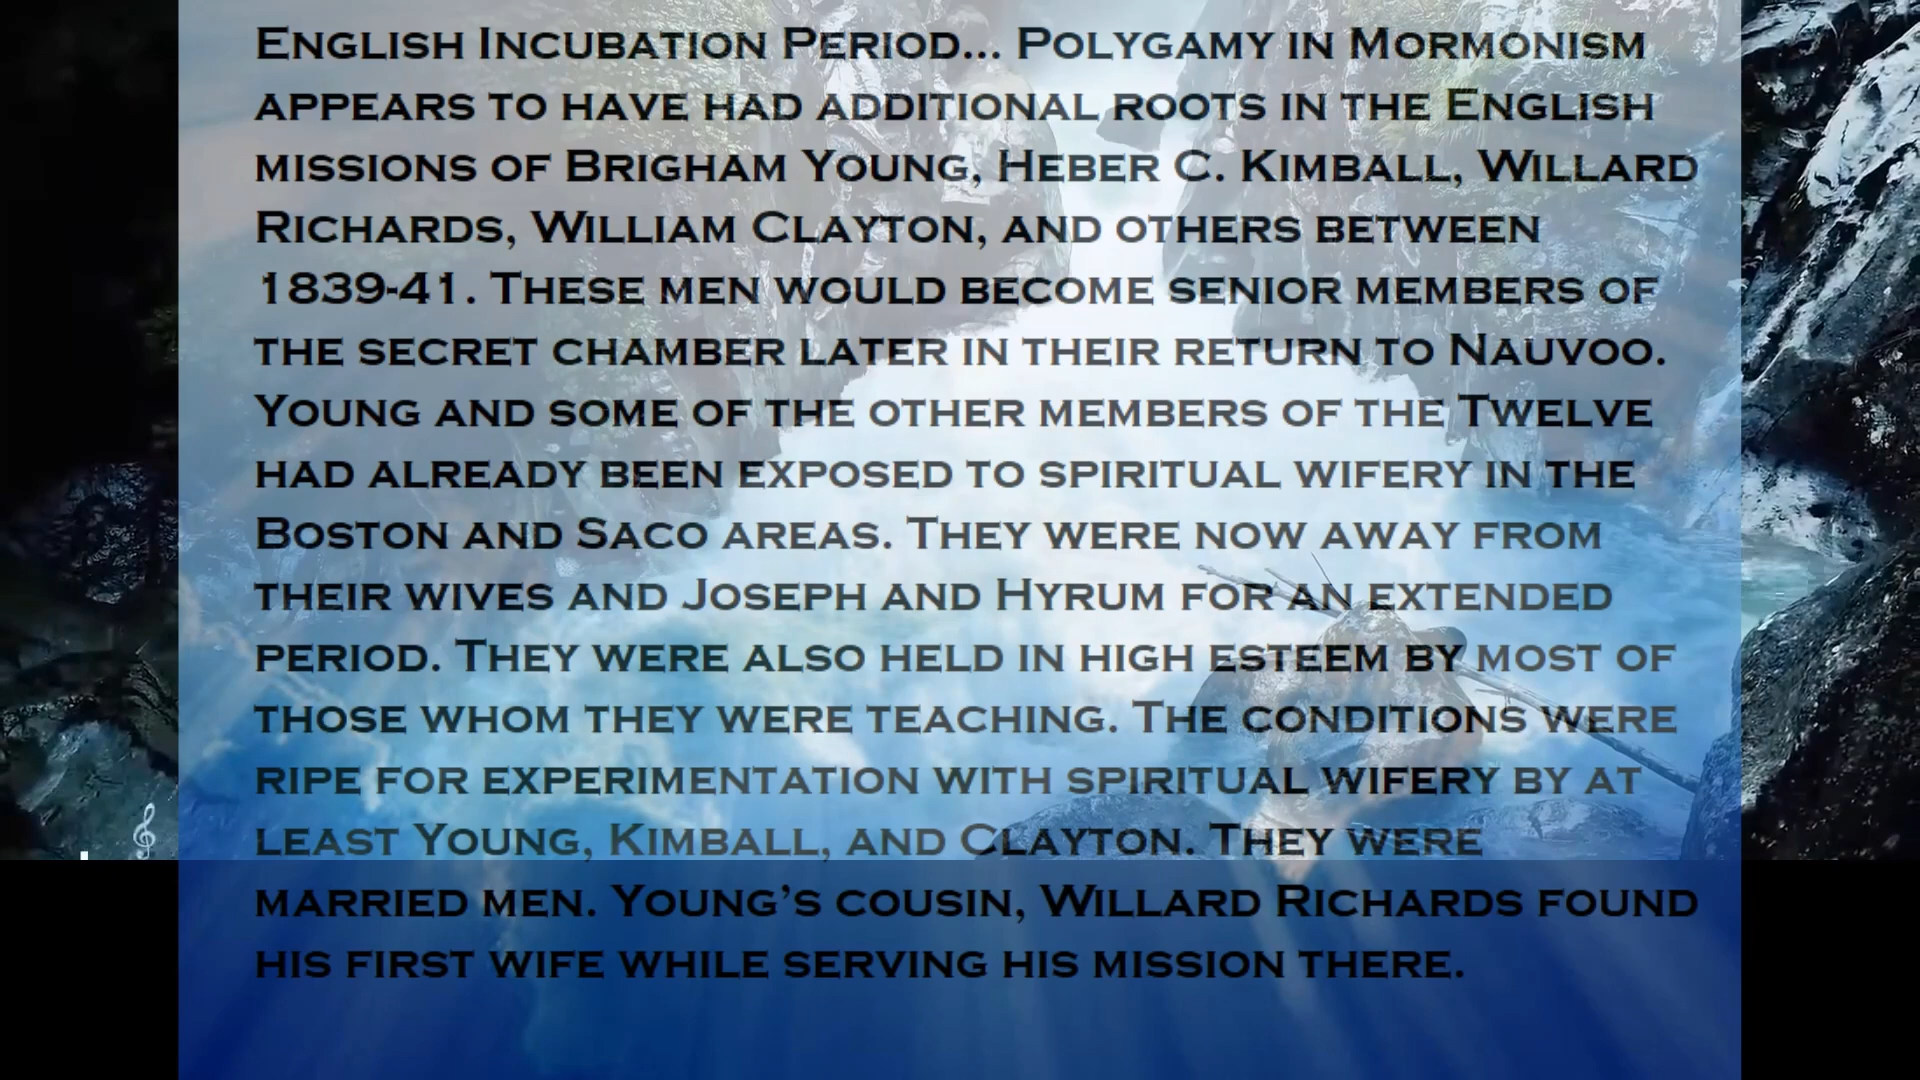 English Incubation Period... Polygamy in Mormonism
appears to have had additional roots in the English
missions of Brigham Young, Heber C. Kimball, Willard
Richards, William Clayton, and others between
1839-41. These men would become senior members of
the secret chamber later in their return to Nauvoo.
Young and some of the other members of the Twelve
had already been exposed to spiritual wifery in the
Boston and Saco areas. They were now away from
their wives and Joseph and Hyrum for an extended
period. They were also held in high esteem by most of
those whom they were teaching. The conditions were
ripe for experimentation with spiritual wifery by at
least Young, Kimball, and Clayton. They were
married men. Young’s cousin, Willard Richards found
his first wife while serving his mission there.